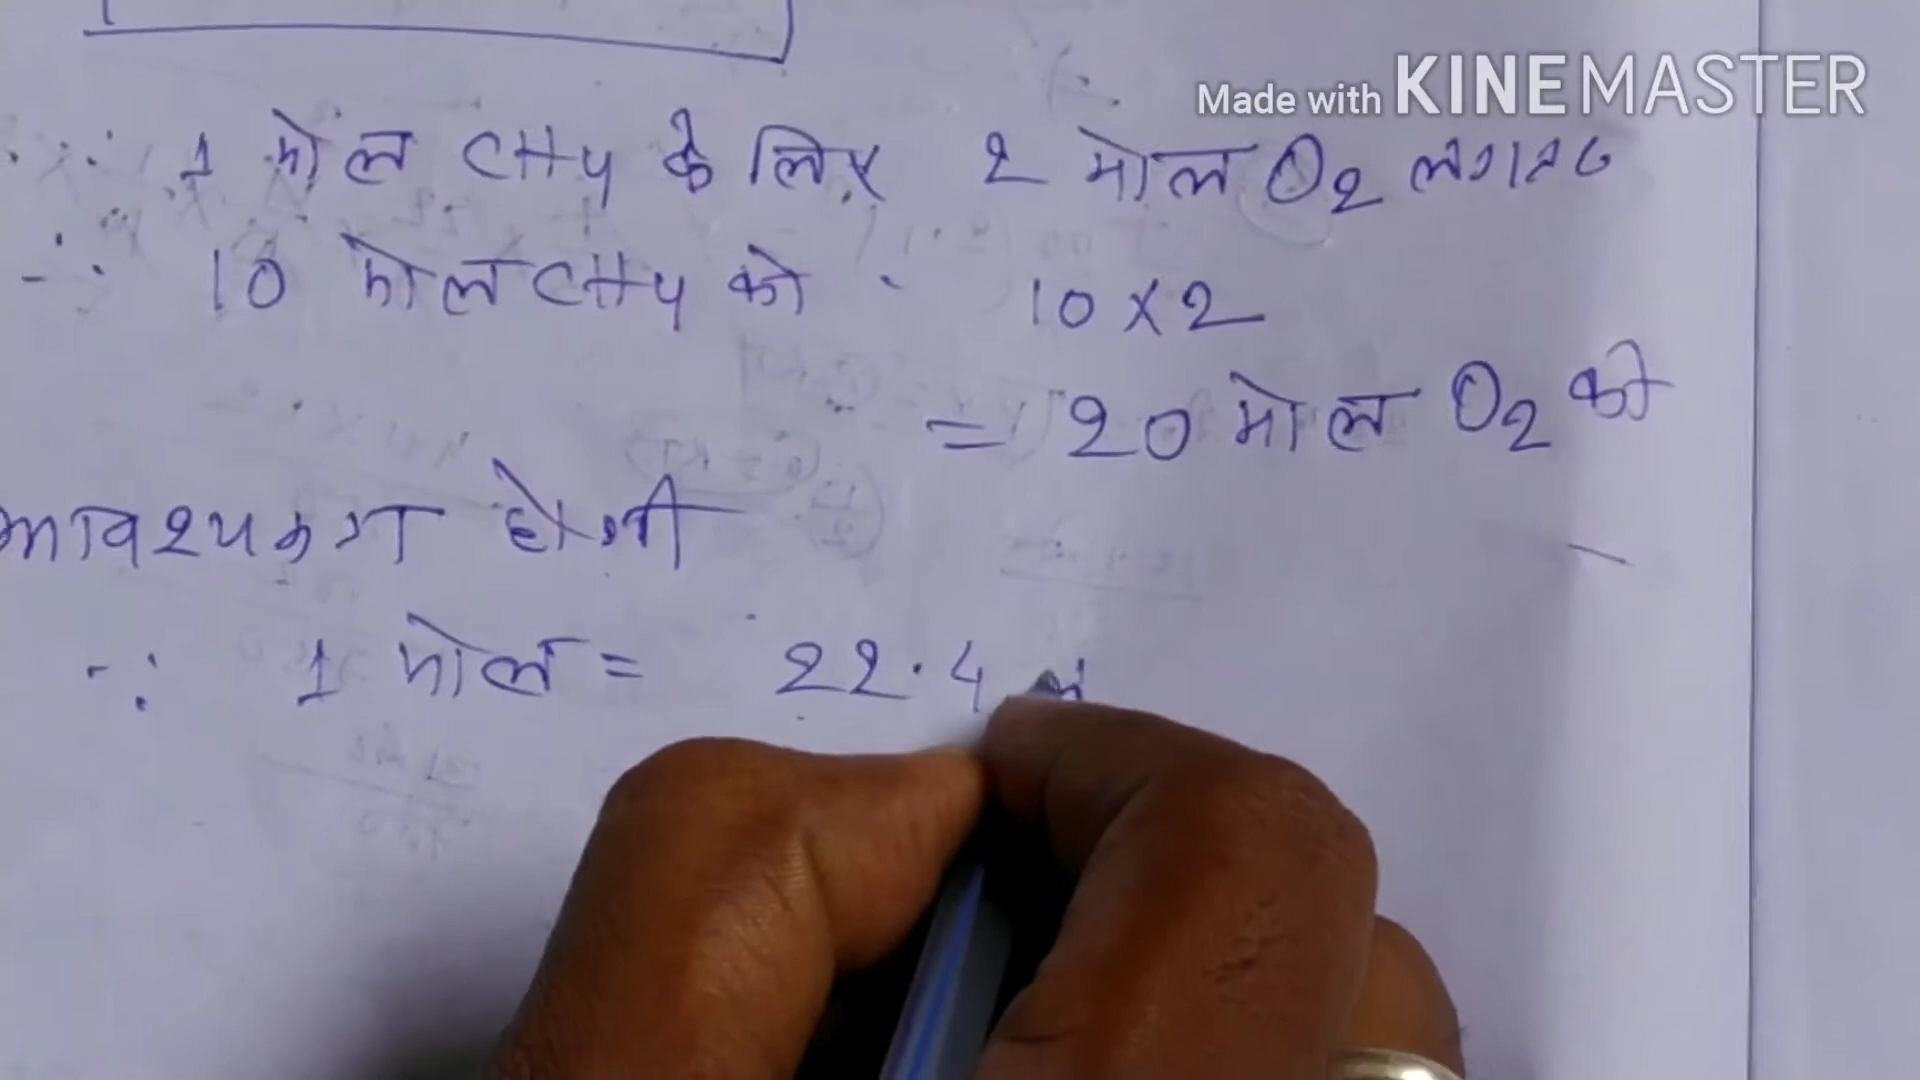 Made with KINEMASTER
∵ 1 मोल CH4 के लिए 2 मोल O2 लगता
∴ 10 मोल CH4 को 10 × 2
= 20 मोल O2 को
आवश्यकता होगी
∵ 1 मोल = 22.4